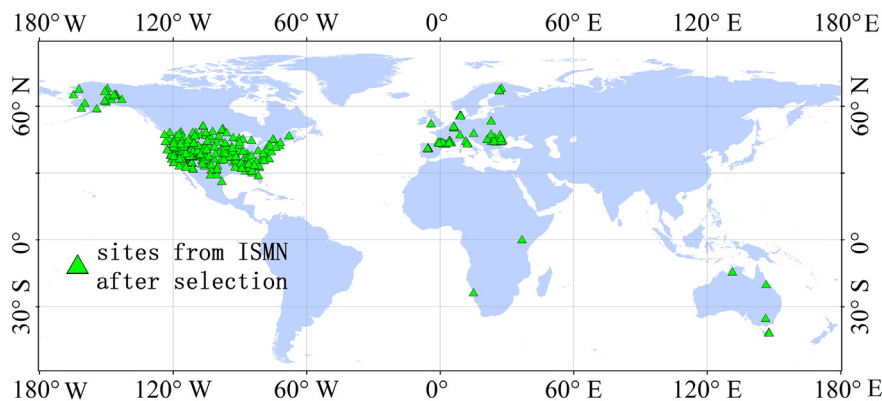 180° W 120° W 60° W 0° 60° E 120° E 180° E
60° N 60° N
0° 0°
sites from ISMN
after selection
30° S 30° S
180° W 120° W 60° W 0° 60° E 120° E 180° E